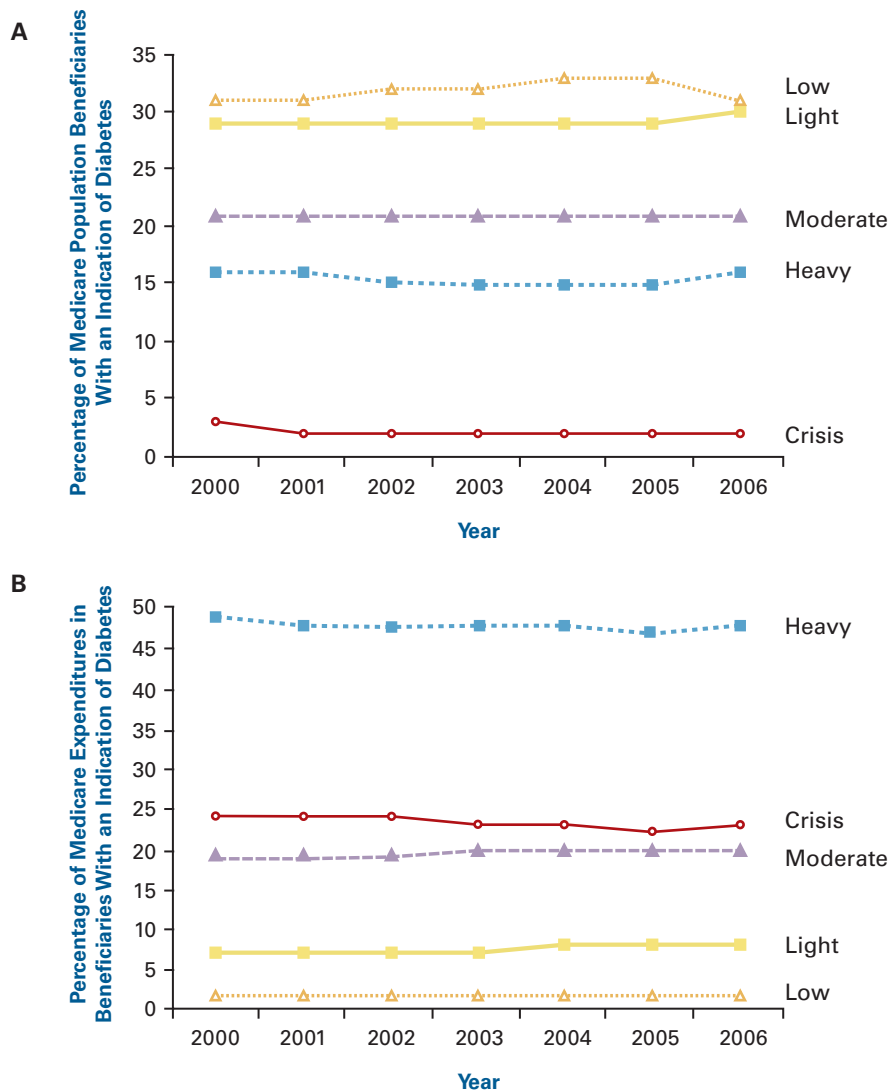 A
Percentage of Medicare Population Beneficiaries
With an Indication of Diabetes
35
30
25
20
15
10
5
0
Low
Light
Moderate
Heavy
Crisis
2000 2001 2002 2003 2004 2005 2006
Year
B
Percentage of Medicare Expenditures in
Beneficiaries With an Indication of Diabetes
50
45
40
35
30
25
20
15
10
5
0
Heavy
Crisis
Moderate
Light
Low
2000 2001 2002 2003 2004 2005 2006
Year